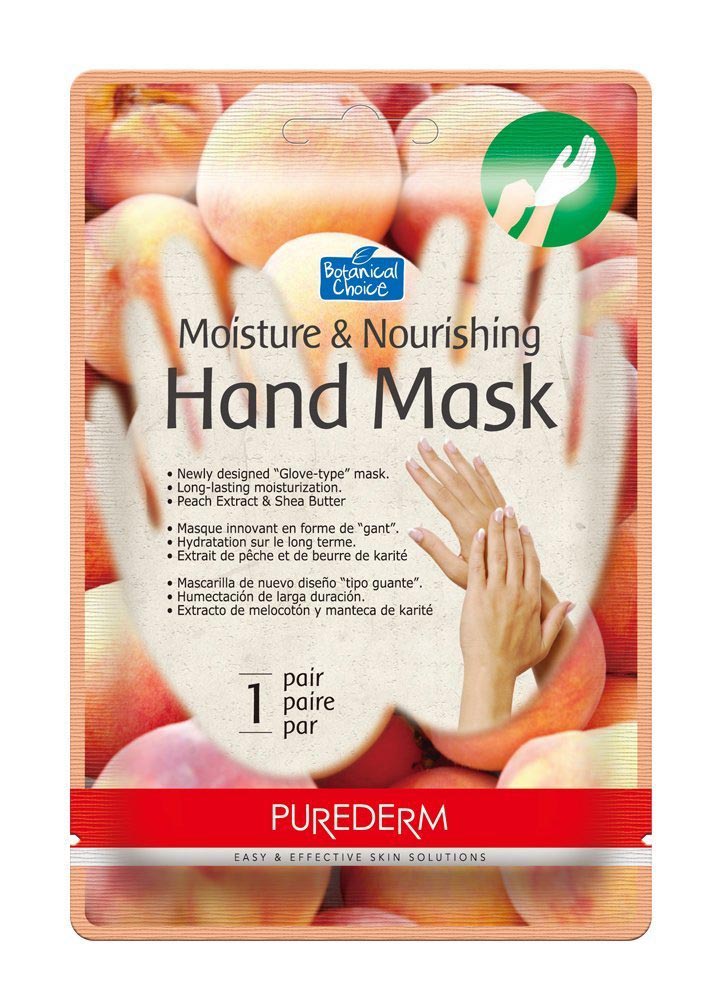 Botanical
Choice
Moisture & Nourishing
Hand Mask
• Newly designed “Glove-type” mask.
• Long-lasting moisturization.
• Peach Extract & Shea Butter
• Masque innovant en forme de “gant”.
• Hydratation sur le long terme.
• Extrait de pêche et de beurre de karité
• Mascarilla de nuevo diseño “tipo guante”.
• Humectación de larga duración.
• Extracto de melocotón y manteca de karité
1 pair
paire
par
PUREDERM
EASY & EFFECTIVE SKIN SOLUTIONS